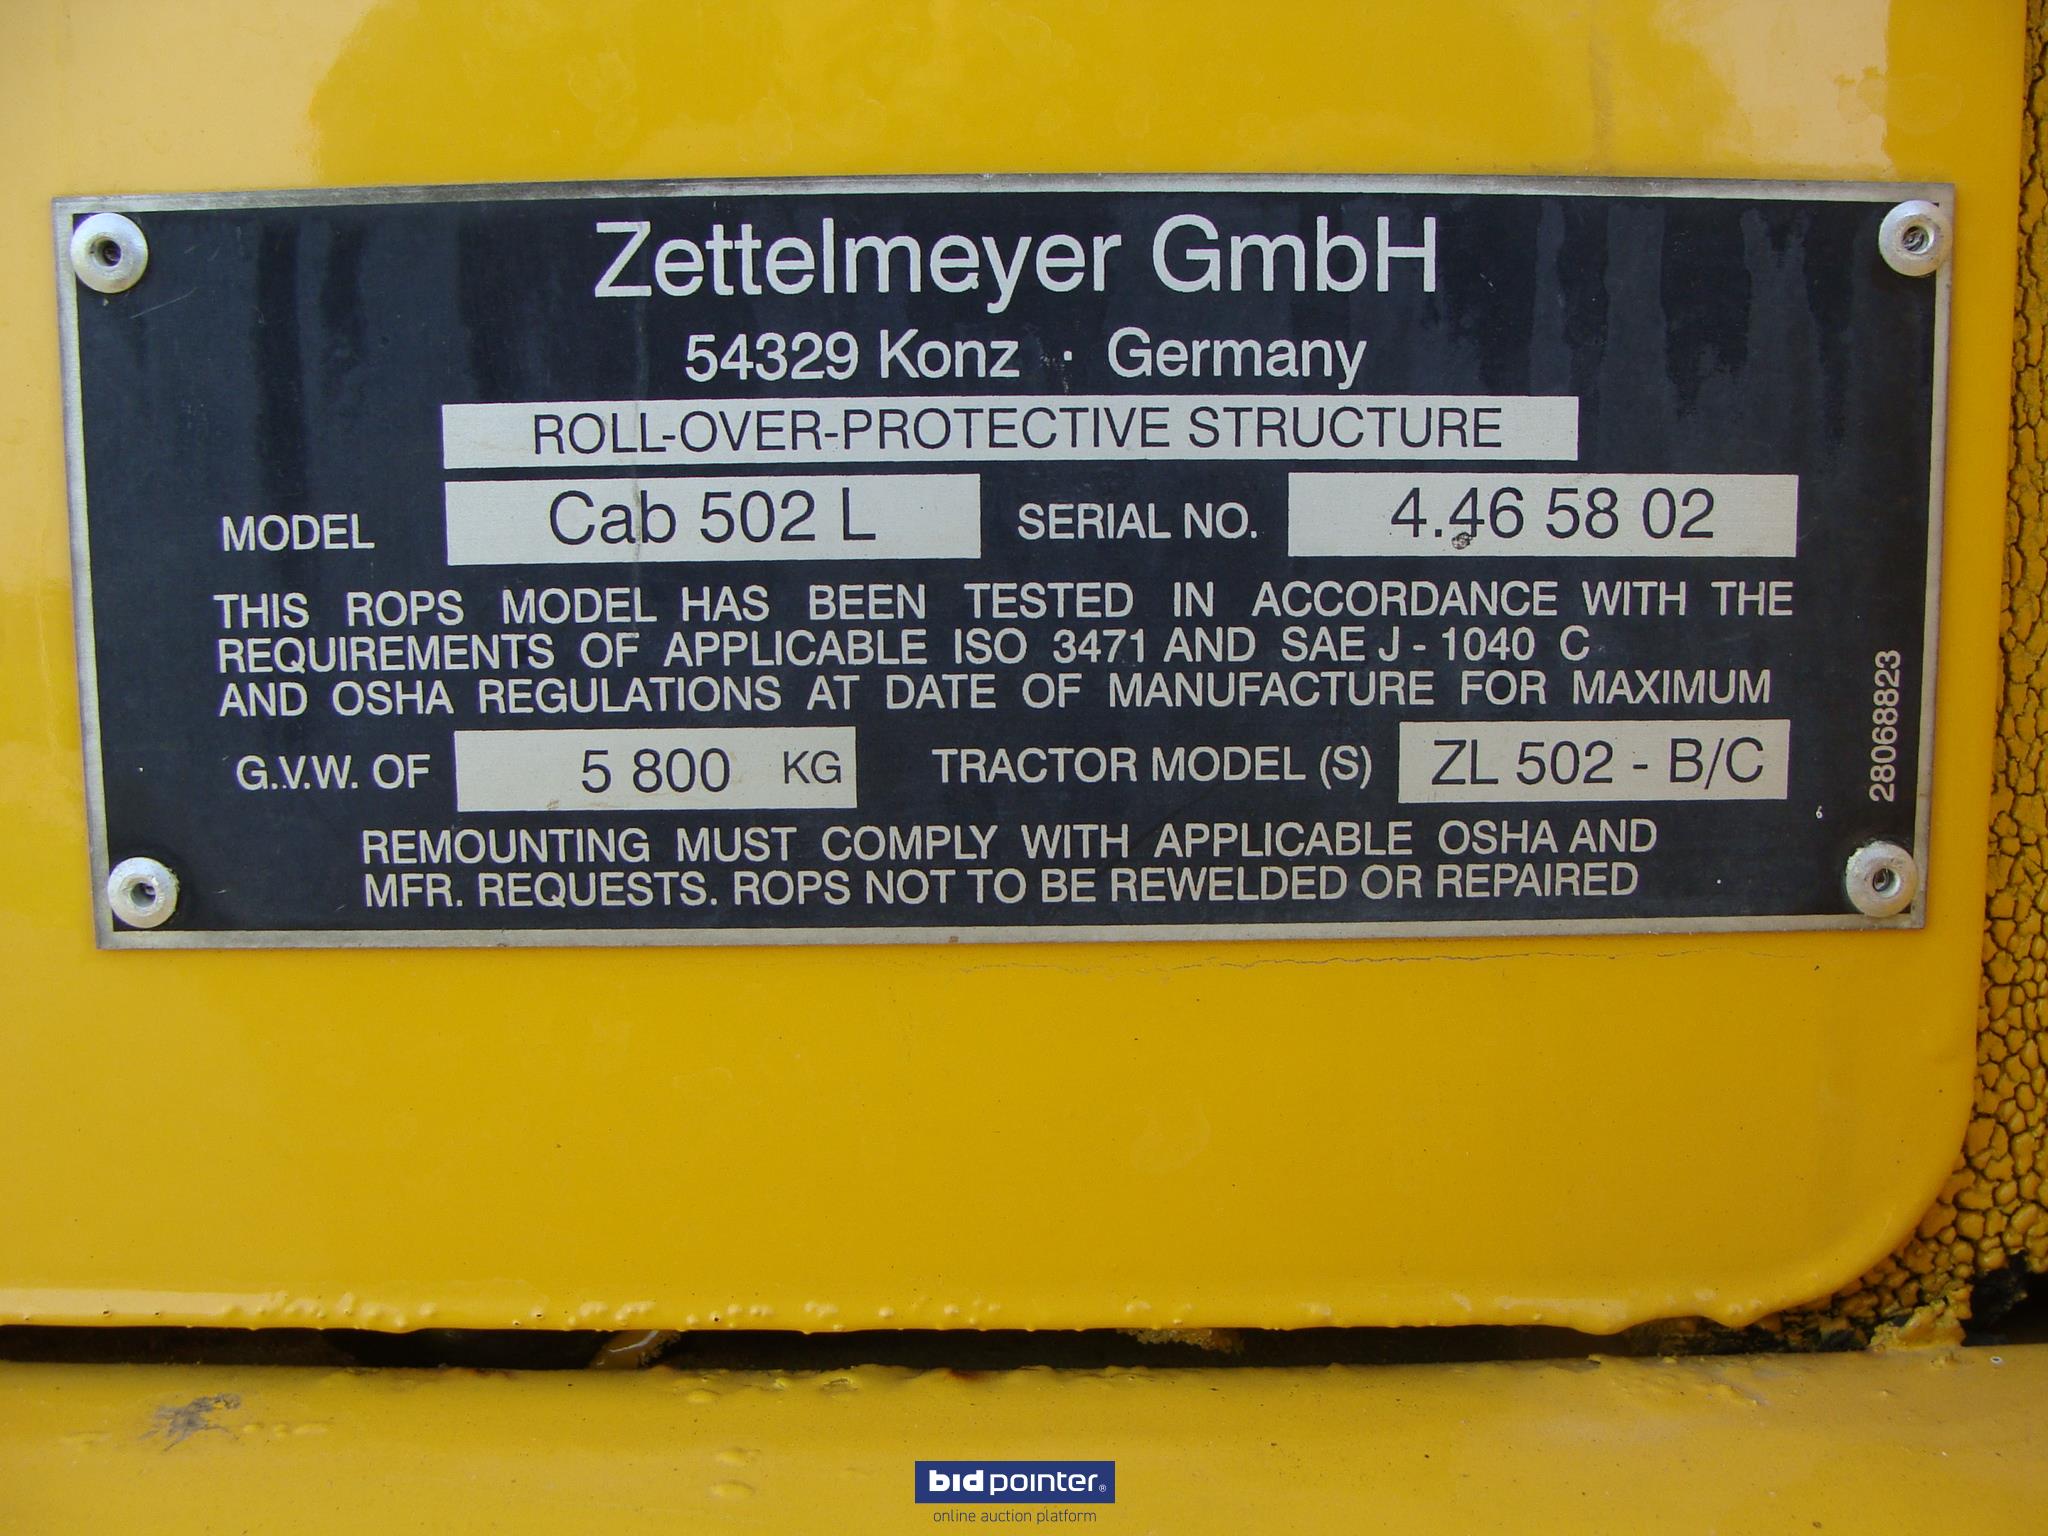 Zettelmeyer GmbH
54329 Konz · Germany
ROLL-OVER-PROTECTIVE STRUCTURE
MODEL Cab 502 L SERIAL NO. 4.46 58 02
THIS ROPS MODEL HAS BEEN TESTED IN ACCORDANCE WITH THE
REQUIREMENTS OF APPLICABLE ISO 3471 AND SAE J - 1040 C
AND OSHA REGULATIONS AT DATE OF MANUFACTURE FOR MAXIMUM
G.V.W. OF 5 800 KG TRACTOR MODEL (S) ZL 502 - B/C
REMOUNTING MUST COMPLY WITH APPLICABLE OSHA AND
MFR. REQUESTS. ROPS NOT TO BE REWELDED OR REPAIRED
28068823
6
bidpointer®
online auction platform